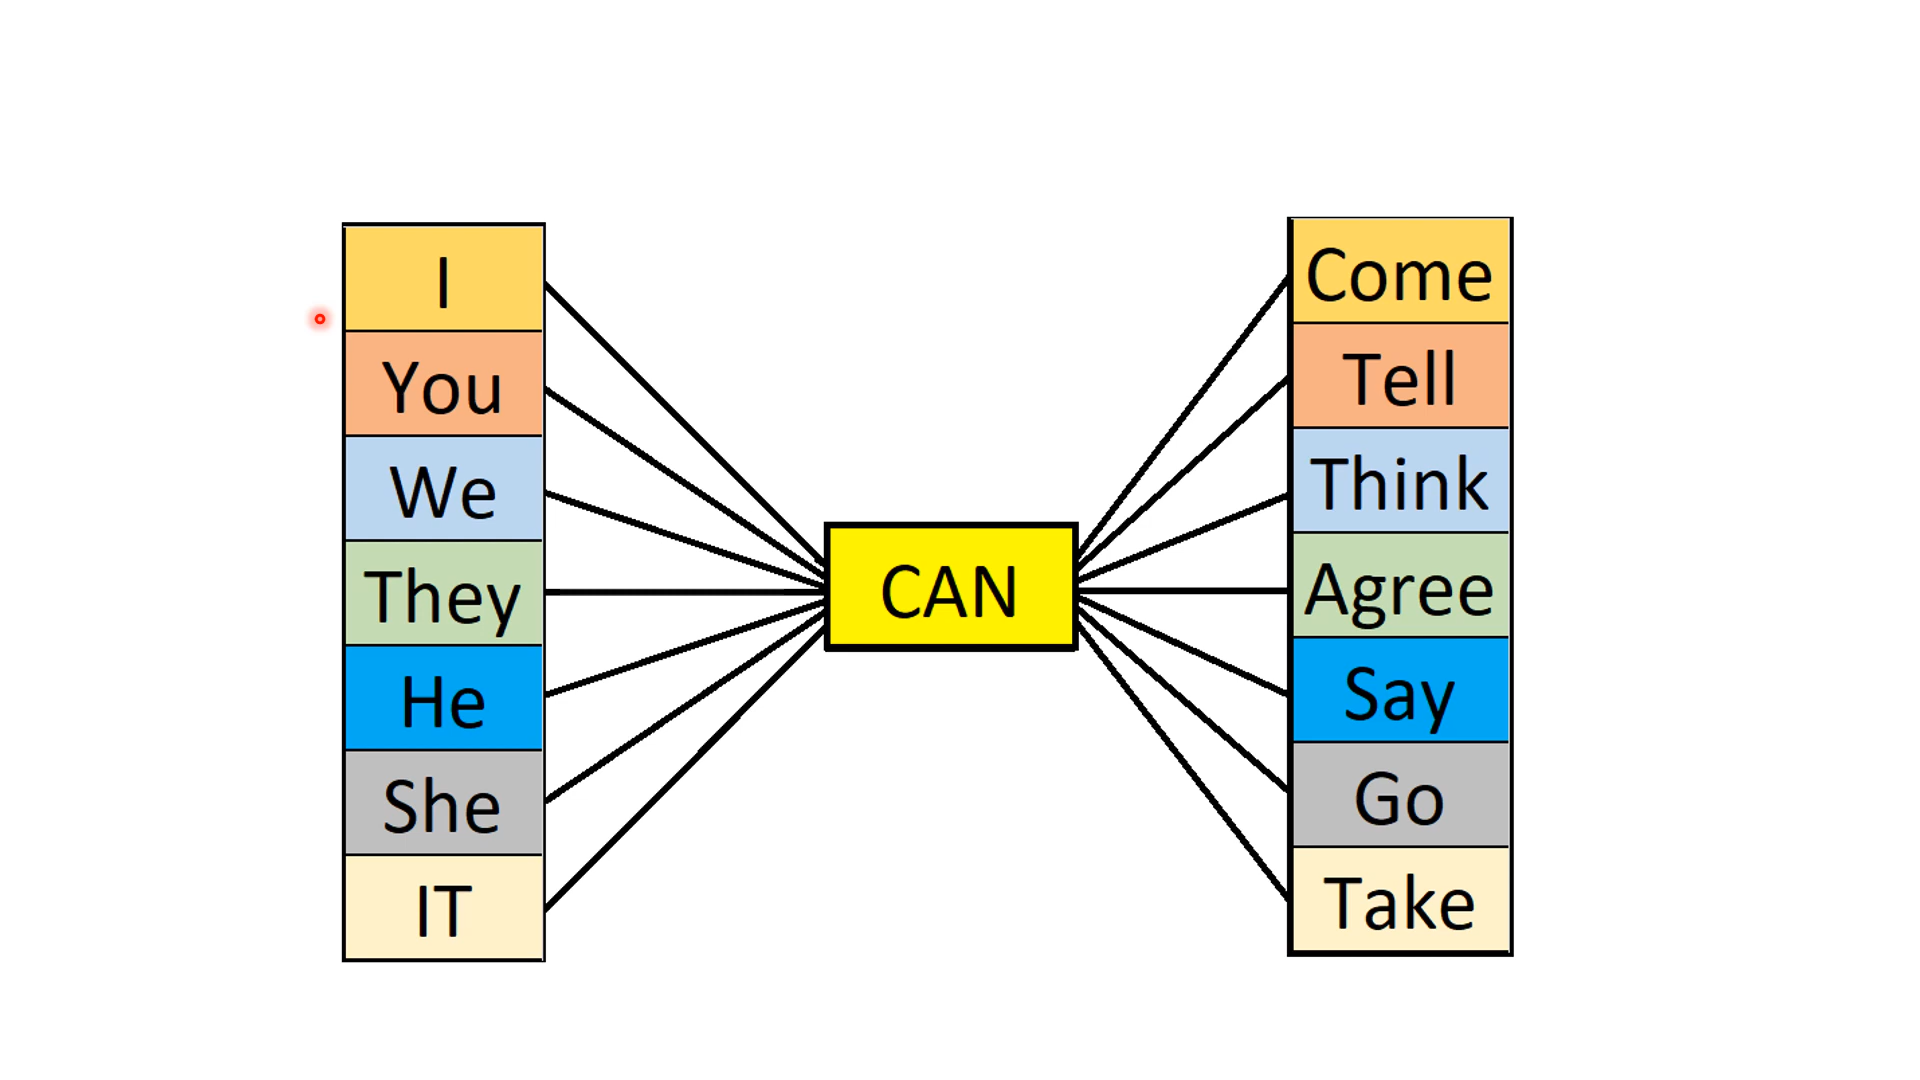 I
You
We
They
He
She
IT
CAN
Come
Tell
Think
Agree
Say
Go
Take